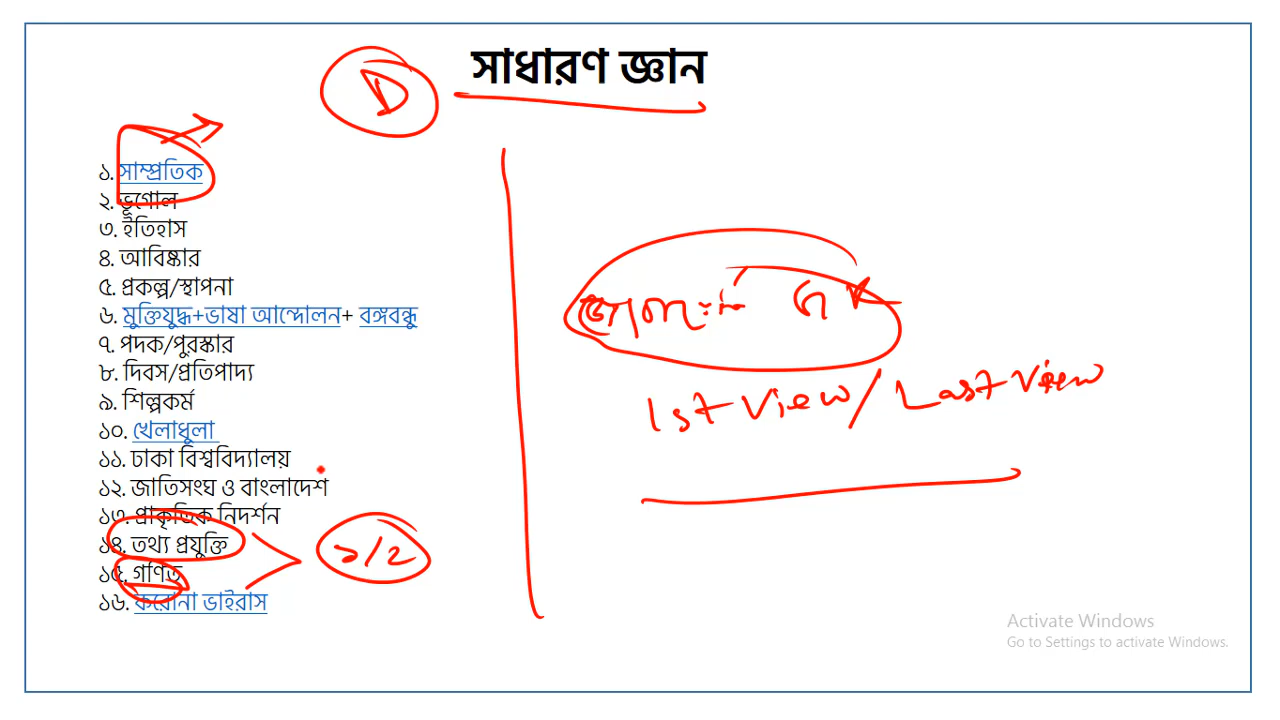 সাধারণ জ্ঞান
D
১. সাম্প্রতিক
২. ভূগোল
৩. ইতিহাস
৪. আবিষ্কার
৫. প্রকল্প/স্থাপনা
৬. মুক্তিযুদ্ধ+ভাষা আন্দোলন+ বঙ্গবন্ধু
৭. পদক/পুরস্কার
৮. দিবস/প্রতিপাদ্য
৯. শিল্পকর্ম
১০. খেলাধুলা
১১. ঢাকা বিশ্ববিদ্যালয়
১২. জাতিসংঘ ও বাংলাদেশ
১৩. প্রাকৃতিক নিদর্শন
১৪. তথ্য প্রযুক্তি
১৫. গণিত
১৬. করোনা ভাইরাস
১/২
GK
1st view/Last view
Activate Windows
Go to Settings to activate Windows.